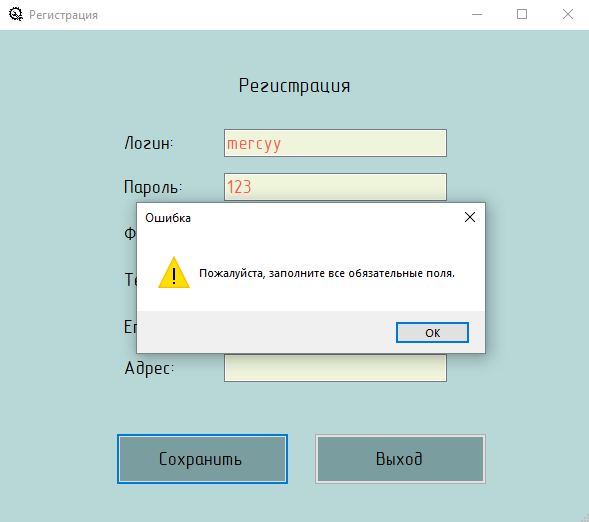 Регистрация
Регистрация
Логин: mercyy
Пароль: 123
Ошибка
Пожалуйста, заполните все обязательные поля.
ОК
Адрес:
Сохранить Выход